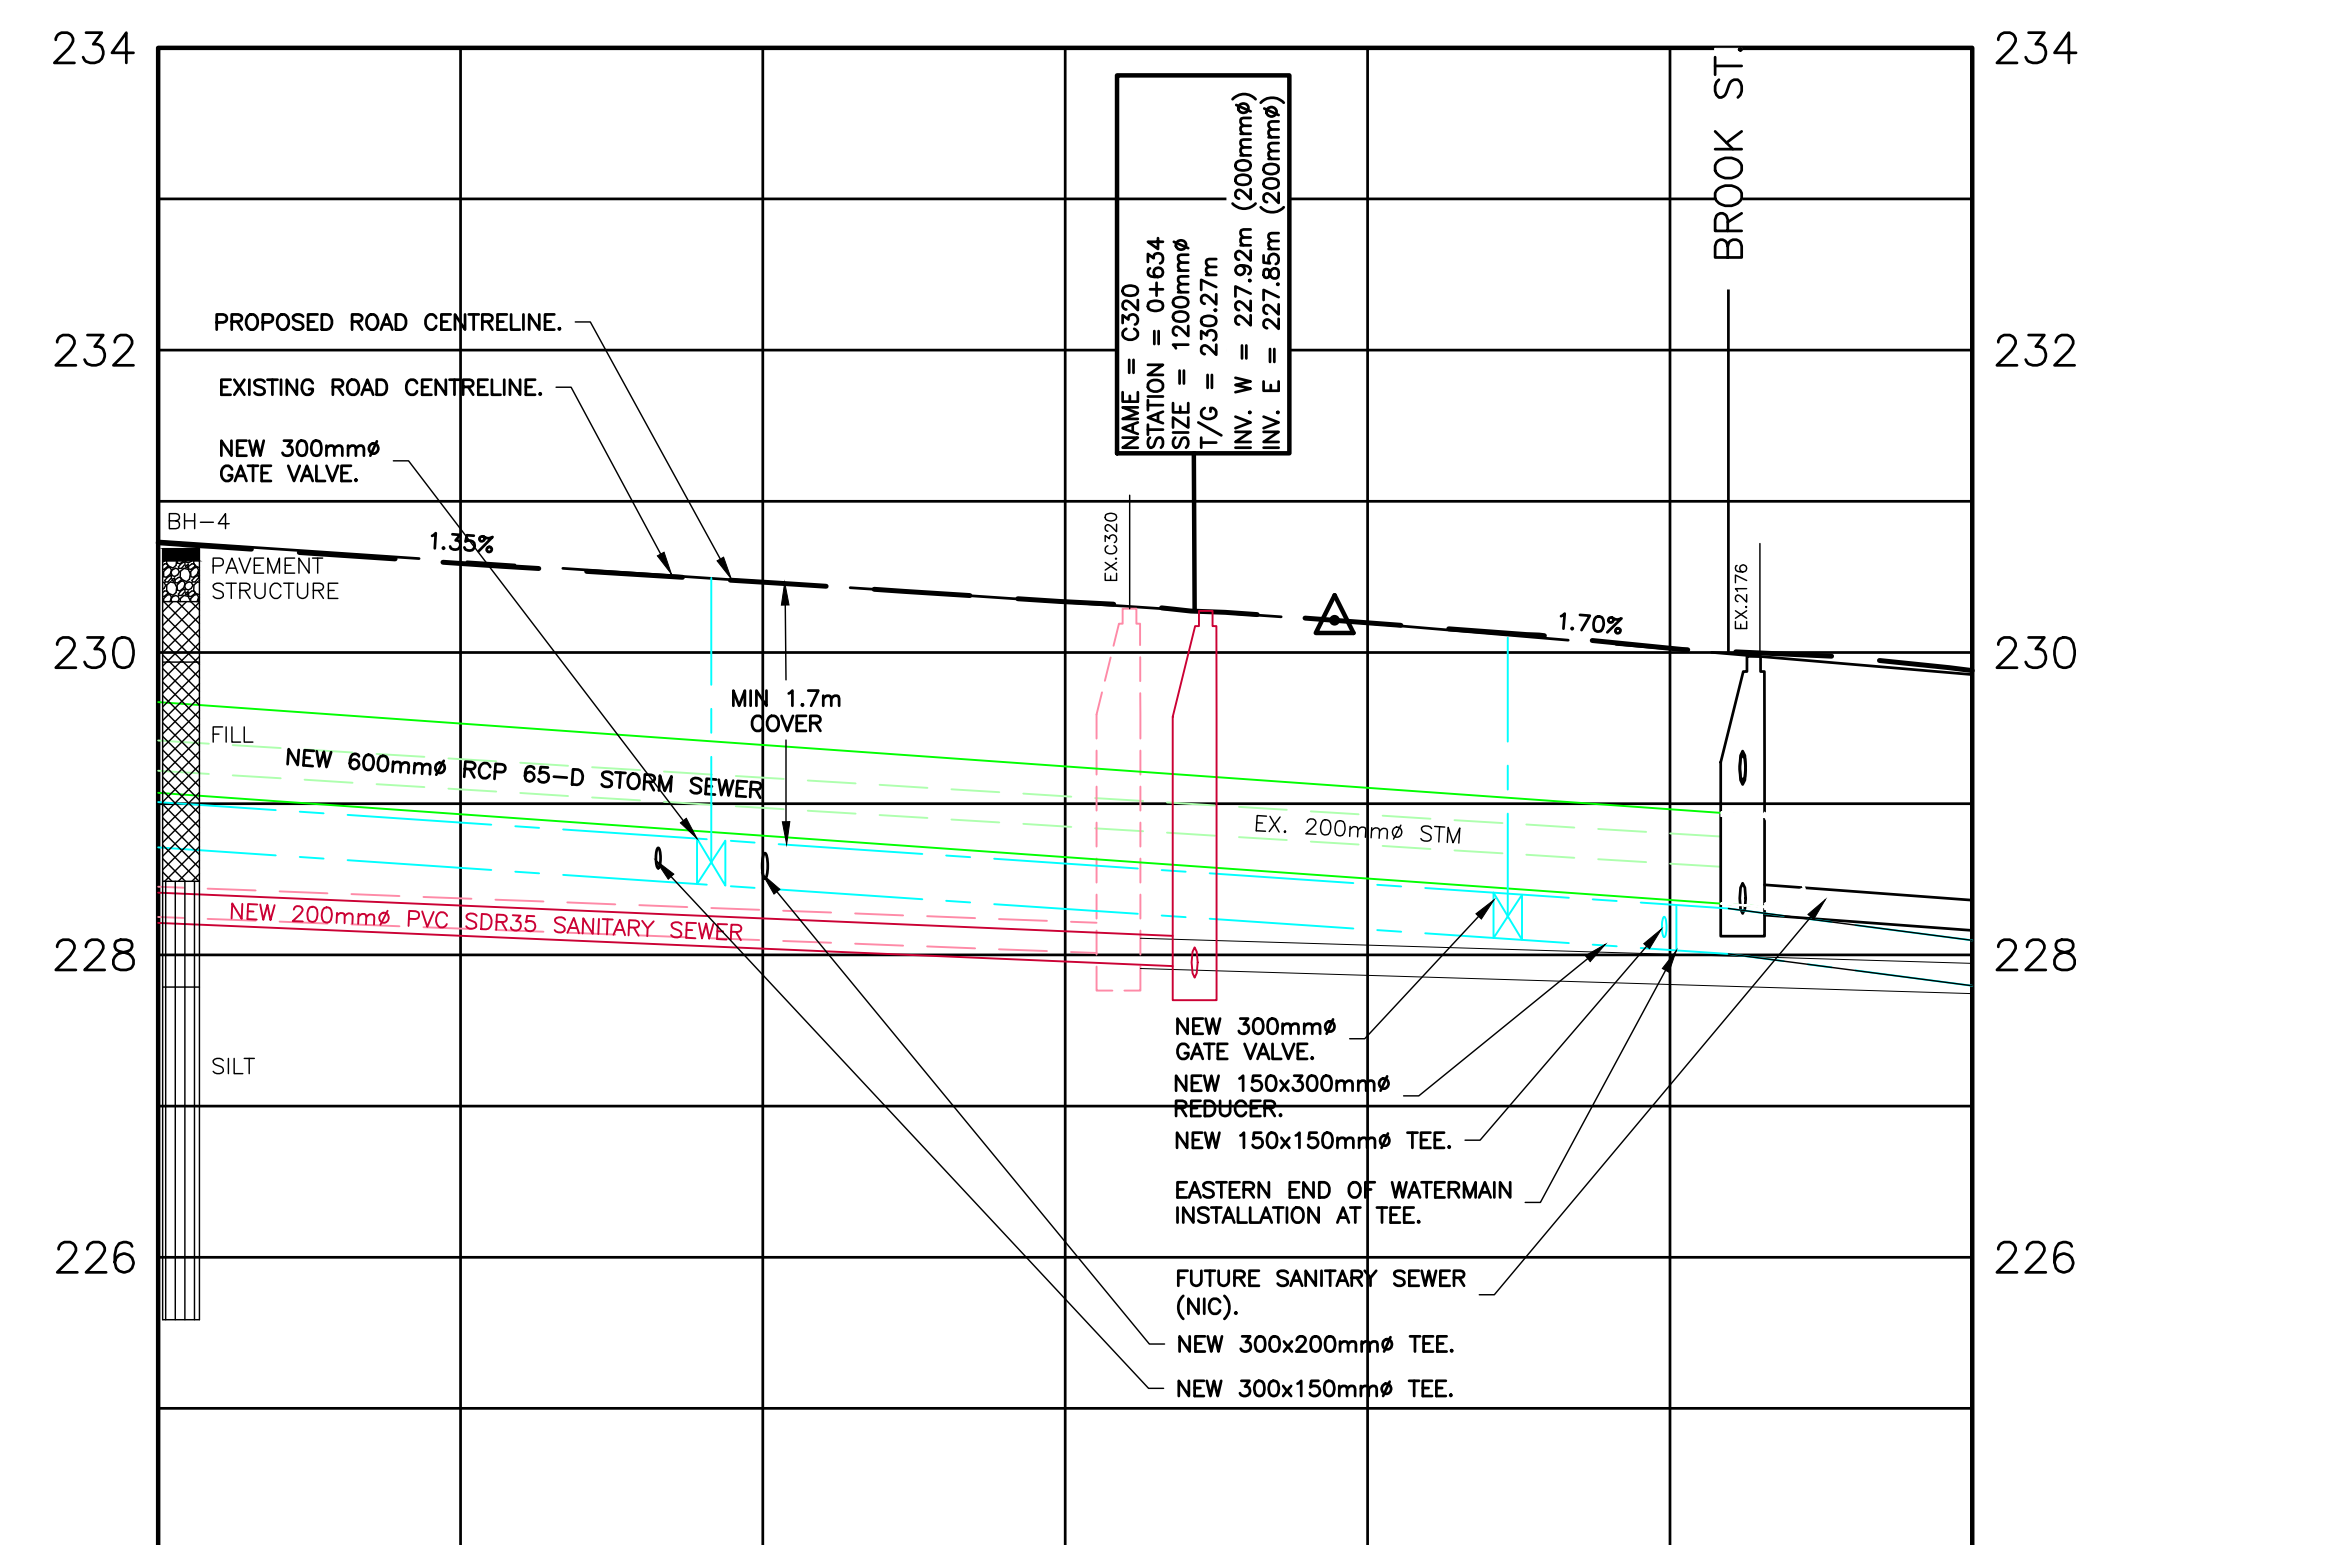 234
234
BROOK ST.
NAME = C320
STATION = 0+634
SIZE = 1200mmø
T/G = 230.27m
INV. W = 227.92m (200mmø)
INV. E = 227.85m (200mmø)
PROPOSED ROAD CENTRELINE.
232
232
EXISTING ROAD CENTRELINE.
NEW 300mmø
GATE VALVE.
BH-4
1.35%
EX.C320
PAVEMENT
STRUCTURE
EX.2176
1.70%
230
230
MIN 1.7m
COVER
FILL
NEW 600mmø RCP 65-D STORM SEWER
EX. 200mmø STM
NEW 200mmø PVC SDR35 SANITARY SEWER
228
228
NEW 300mmø
GATE VALVE.
SILT
NEW 150x300mmø
REDUCER.
NEW 150x150mmø TEE.
EASTERN END OF WATERMAIN
INSTALLATION AT TEE.
226
226
FUTURE SANITARY SEWER
(NIC).
NEW 300x200mmø TEE.
NEW 300x150mmø TEE.